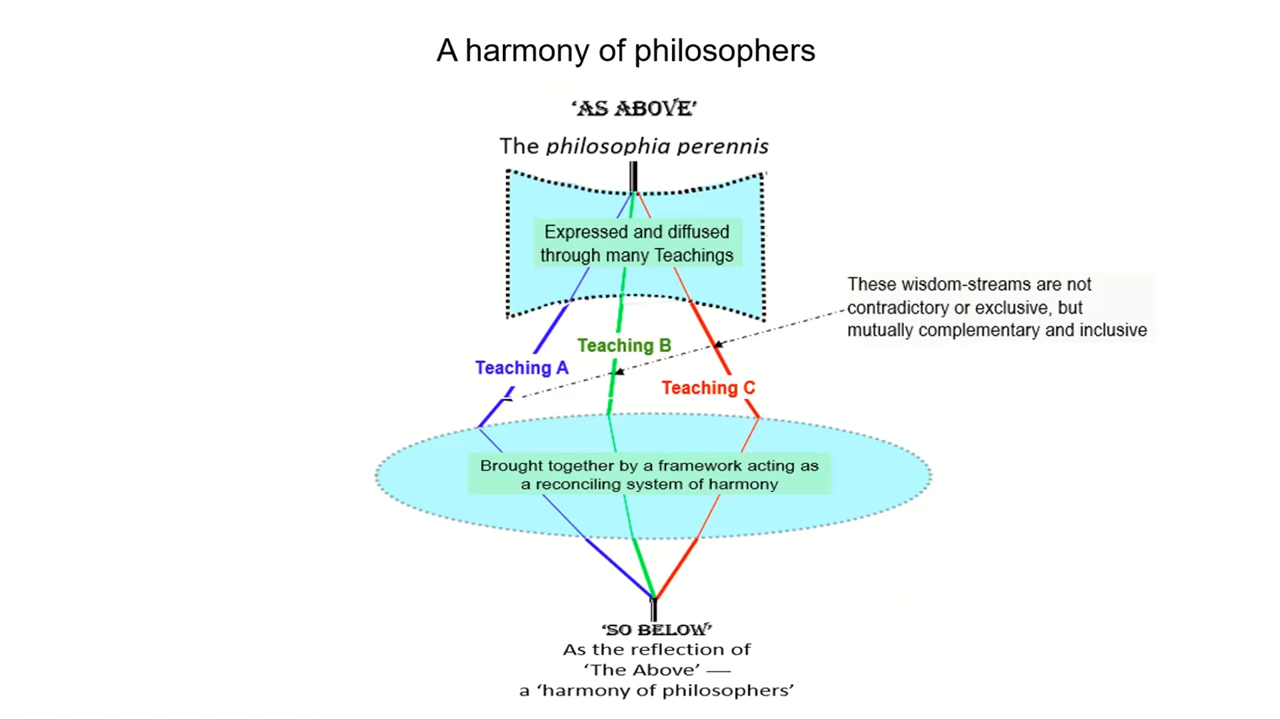 A harmony of philosophers
‘AS ABOVE’
The philosophia perennis
Expressed and diffused
through many Teachings
These wisdom-streams are not
contradictory or exclusive, but
mutually complementary and inclusive
Teaching B
Teaching A
Teaching C
Brought together by a framework acting as
a reconciling system of harmony
‘SO BELOW’
As the reflection of
‘The Above’ —
a ‘harmony of philosophers’